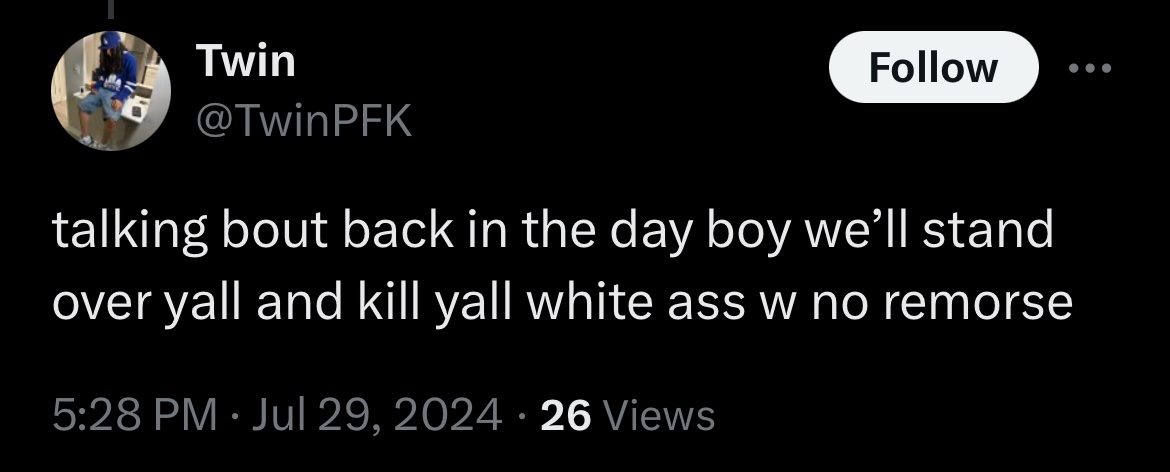 Twin
@TwinPFK
Follow
talking bout back in the day boy we’ll stand
over yall and kill yall white ass w no remorse
5:28 PM · Jul 29, 2024 · 26 Views